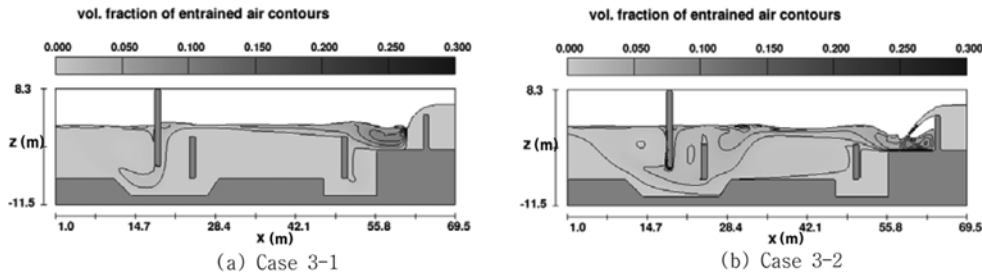 vol. fraction of entrained air contours
0.000 0.050 0.100 0.150 0.200 0.250 0.300
8.3
z (m)
-11.5
1.0 14.7 28.4 42.1 55.8 69.5
x (m)
(a) Case 3-1
vol. fraction of entrained air contours
0.000 0.050 0.100 0.150 0.200 0.250 0.300
8.3
z (m)
-11.5
1.0 14.7 28.4 42.1 55.8 69.5
x (m)
(b) Case 3-2